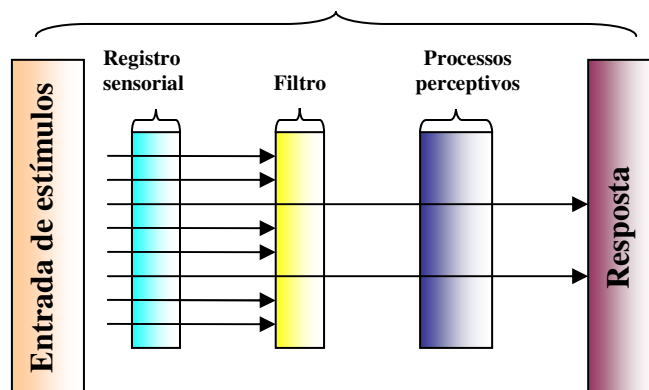 Entrada de estímulos
Registro
sensorial
Filtro
Processos
perceptivos
Resposta